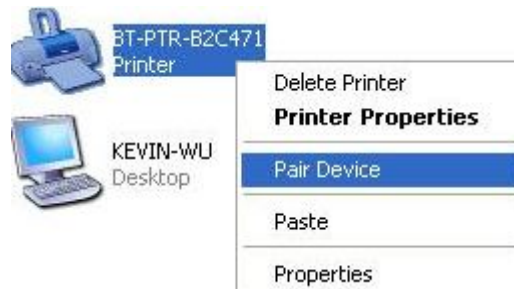 BT-PTR-B2C471
Printer
KEVIN-WU
Desktop
Delete Printer
Printer Properties
Pair Device
Paste
Properties